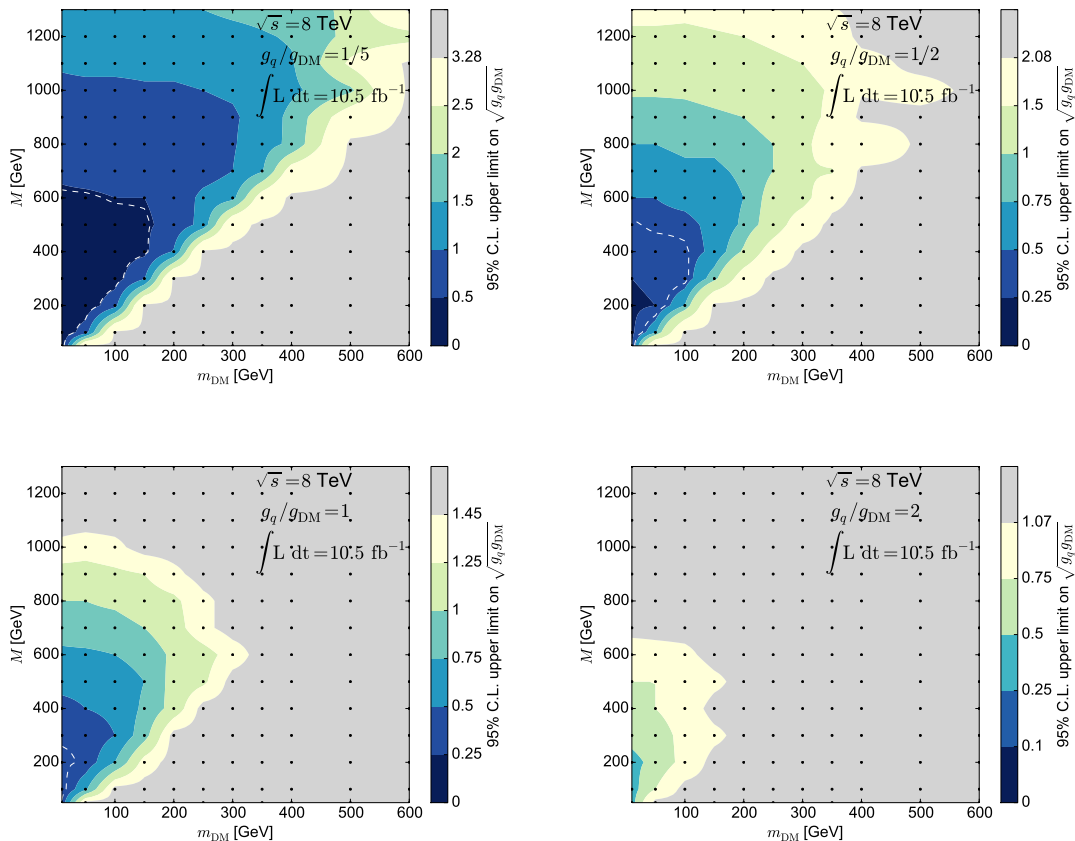 √s = 8 TeV
g_q/g_DM = 1/5
∫L dt = 10.5 fb⁻¹
1200
1000
800
600
400
200
M [GeV]
100 200 300 400 500 600
m_DM [GeV]
3.28
2.5
2
1.5
1
0.5
0
95% C.L. upper limit on √g_q g_DM
√s = 8 TeV
g_q/g_DM = 1/2
∫L dt = 10.5 fb⁻¹
1200
1000
800
600
400
200
M [GeV]
100 200 300 400 500 600
m_DM [GeV]
2.08
1
0.75
0.5
0.25
0
95% C.L. upper limit on √g_q g_DM
√s = 8 TeV
g_q/g_DM = 1
∫L dt = 10.5 fb⁻¹
1200
1000
800
600
400
200
M [GeV]
100 200 300 400 500 600
m_DM [GeV]
1.45
1.25
1
0.75
0.5
0.25
0
95% C.L. upper limit on √g_q g_DM
√s = 8 TeV
g_q/g_DM = 2
∫L dt = 10.5 fb⁻¹
1200
1000
800
600
400
200
M [GeV]
100 200 300 400 500 600
m_DM [GeV]
1.07
0.75
0.5
0.25
0.1
0
95% C.L. upper limit on √g_q g_DM